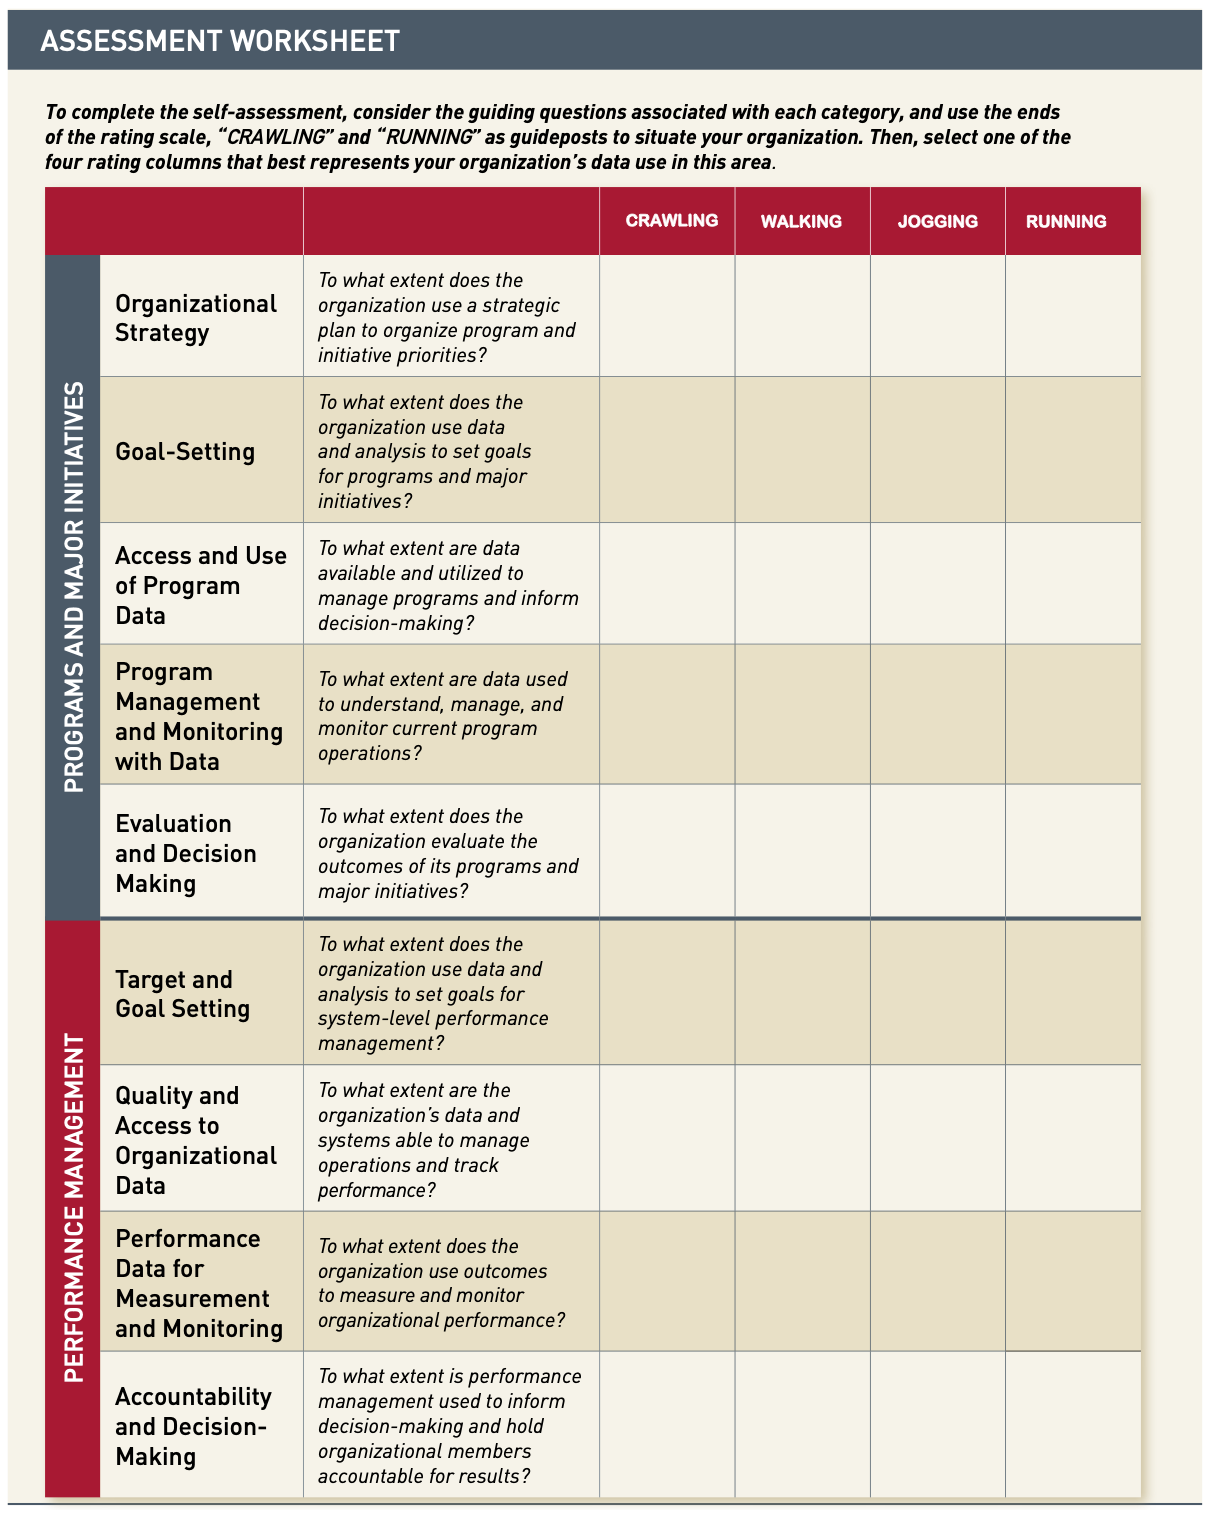 ASSESSMENT WORKSHEET
To complete the self-assessment, consider the guiding questions associated with each category, and use the ends
of the rating scale, “CRAWLING” and “RUNNING” as guideposts to situate your organization. Then, select one of the
four rating columns that best represents your organization’s data use in this area.
CRAWLING
WALKING
JOGGING
RUNNING
PROGRAMS AND MAJOR INITIATIVES
Organizational
Strategy
To what extent does the
organization use a strategic
plan to organize program and
initiative priorities?
Goal-Setting
To what extent does the
organization use data
and analysis to set goals
for programs and major
initiatives?
Access and Use
of Program
Data
To what extent are data
available and utilized to
manage programs and inform
decision-making?
Program
Management
and Monitoring
with Data
To what extent are data used
to understand, manage, and
monitor current program
operations?
Evaluation
and Decision
Making
To what extent does the
organization evaluate the
outcomes of its programs and
major initiatives?
PERFORMANCE MANAGEMENT
Target and
Goal Setting
To what extent does the
organization use data and
analysis to set goals for
system-level performance
management?
Quality and
Access to
Organizational
Data
To what extent are the
organization’s data and
systems able to manage
operations and track
performance?
Performance
Data for
Measurement
and Monitoring
To what extent does the
organization use outcomes
to measure and monitor
organizational performance?
Accountability
and Decision-
Making
To what extent is performance
management used to inform
decision-making and hold
organizational members
accountable for results?